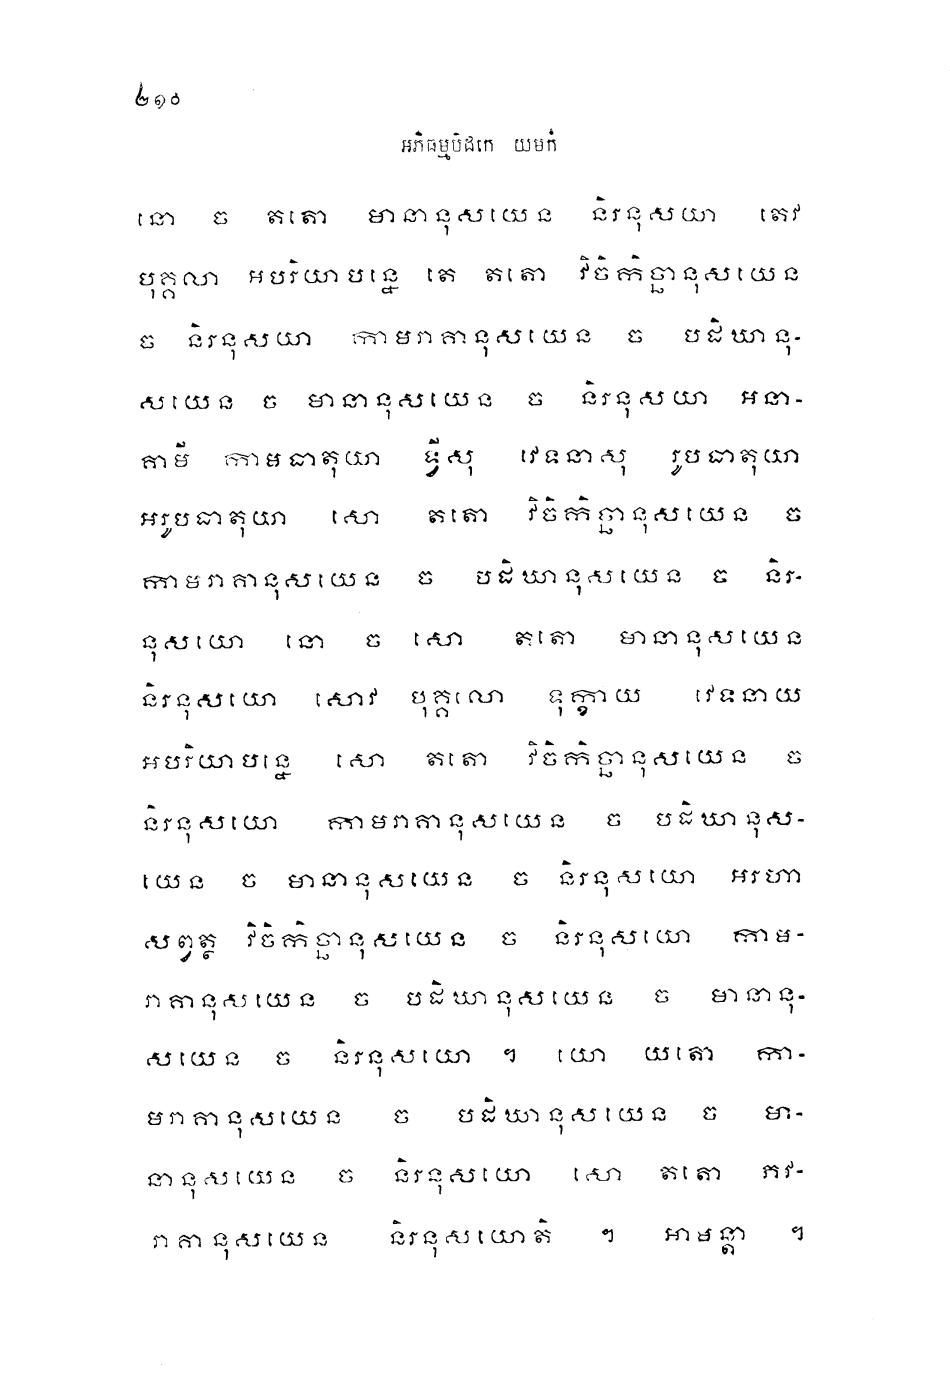 ២១០
អភិធម្មបិដកេ យមកំ
នោ ច តតោ មានានុសយេន និរនុសយា តេវ
បុគ្គលា អបរិយាបន្នេ តេ តតោ វិចិកិច្ឆានុសយេន
ច និរនុសយា កាមរាគានុសយេន ច បដិឃានុ-
សយេន ច មានានុសយេន ច និរនុសយា អនា-
គាមី កាមធាតុយា ទ្វីសុ វេទនាសុ រូបធាតុយា
អរូបធាតុយា សោ តតោ វិចិកិច្ឆានុសយេន ច
កាមរាគានុសយេន ច បដិឃានុសយេន ច និរ-
នុសយោ នោ ច សោ តតោ មានានុសយេន
និរនុសយោ សោវ បុគ្គលោ ទុក្ខាយ វេទនាយ
អបរិយាបន្នេ សោ តតោ វិចិកិច្ឆានុសយេន ច
និរនុសយោ កាមរាគានុសយេន ច បដិឃានុស-
យេន ច មានានុសយេន ច និរនុសយោ អរហា
សព្វត្ថ វិចិកិច្ឆានុសយេន ច និរនុសយោ កាម-
រាគានុសយេន ច បដិឃានុសយេន ច មានានុ-
សយេន ច និរនុសយោ ៗ យោ យតោ កា-
មរាគានុសយេន ច បដិឃានុសយេន ច មា-
នានុសយេន ច និរនុសយោ សោ តតោ ភវ-
រាគានុសយេន និរនុសយោតិ ៗ អាមន្តា ៗ